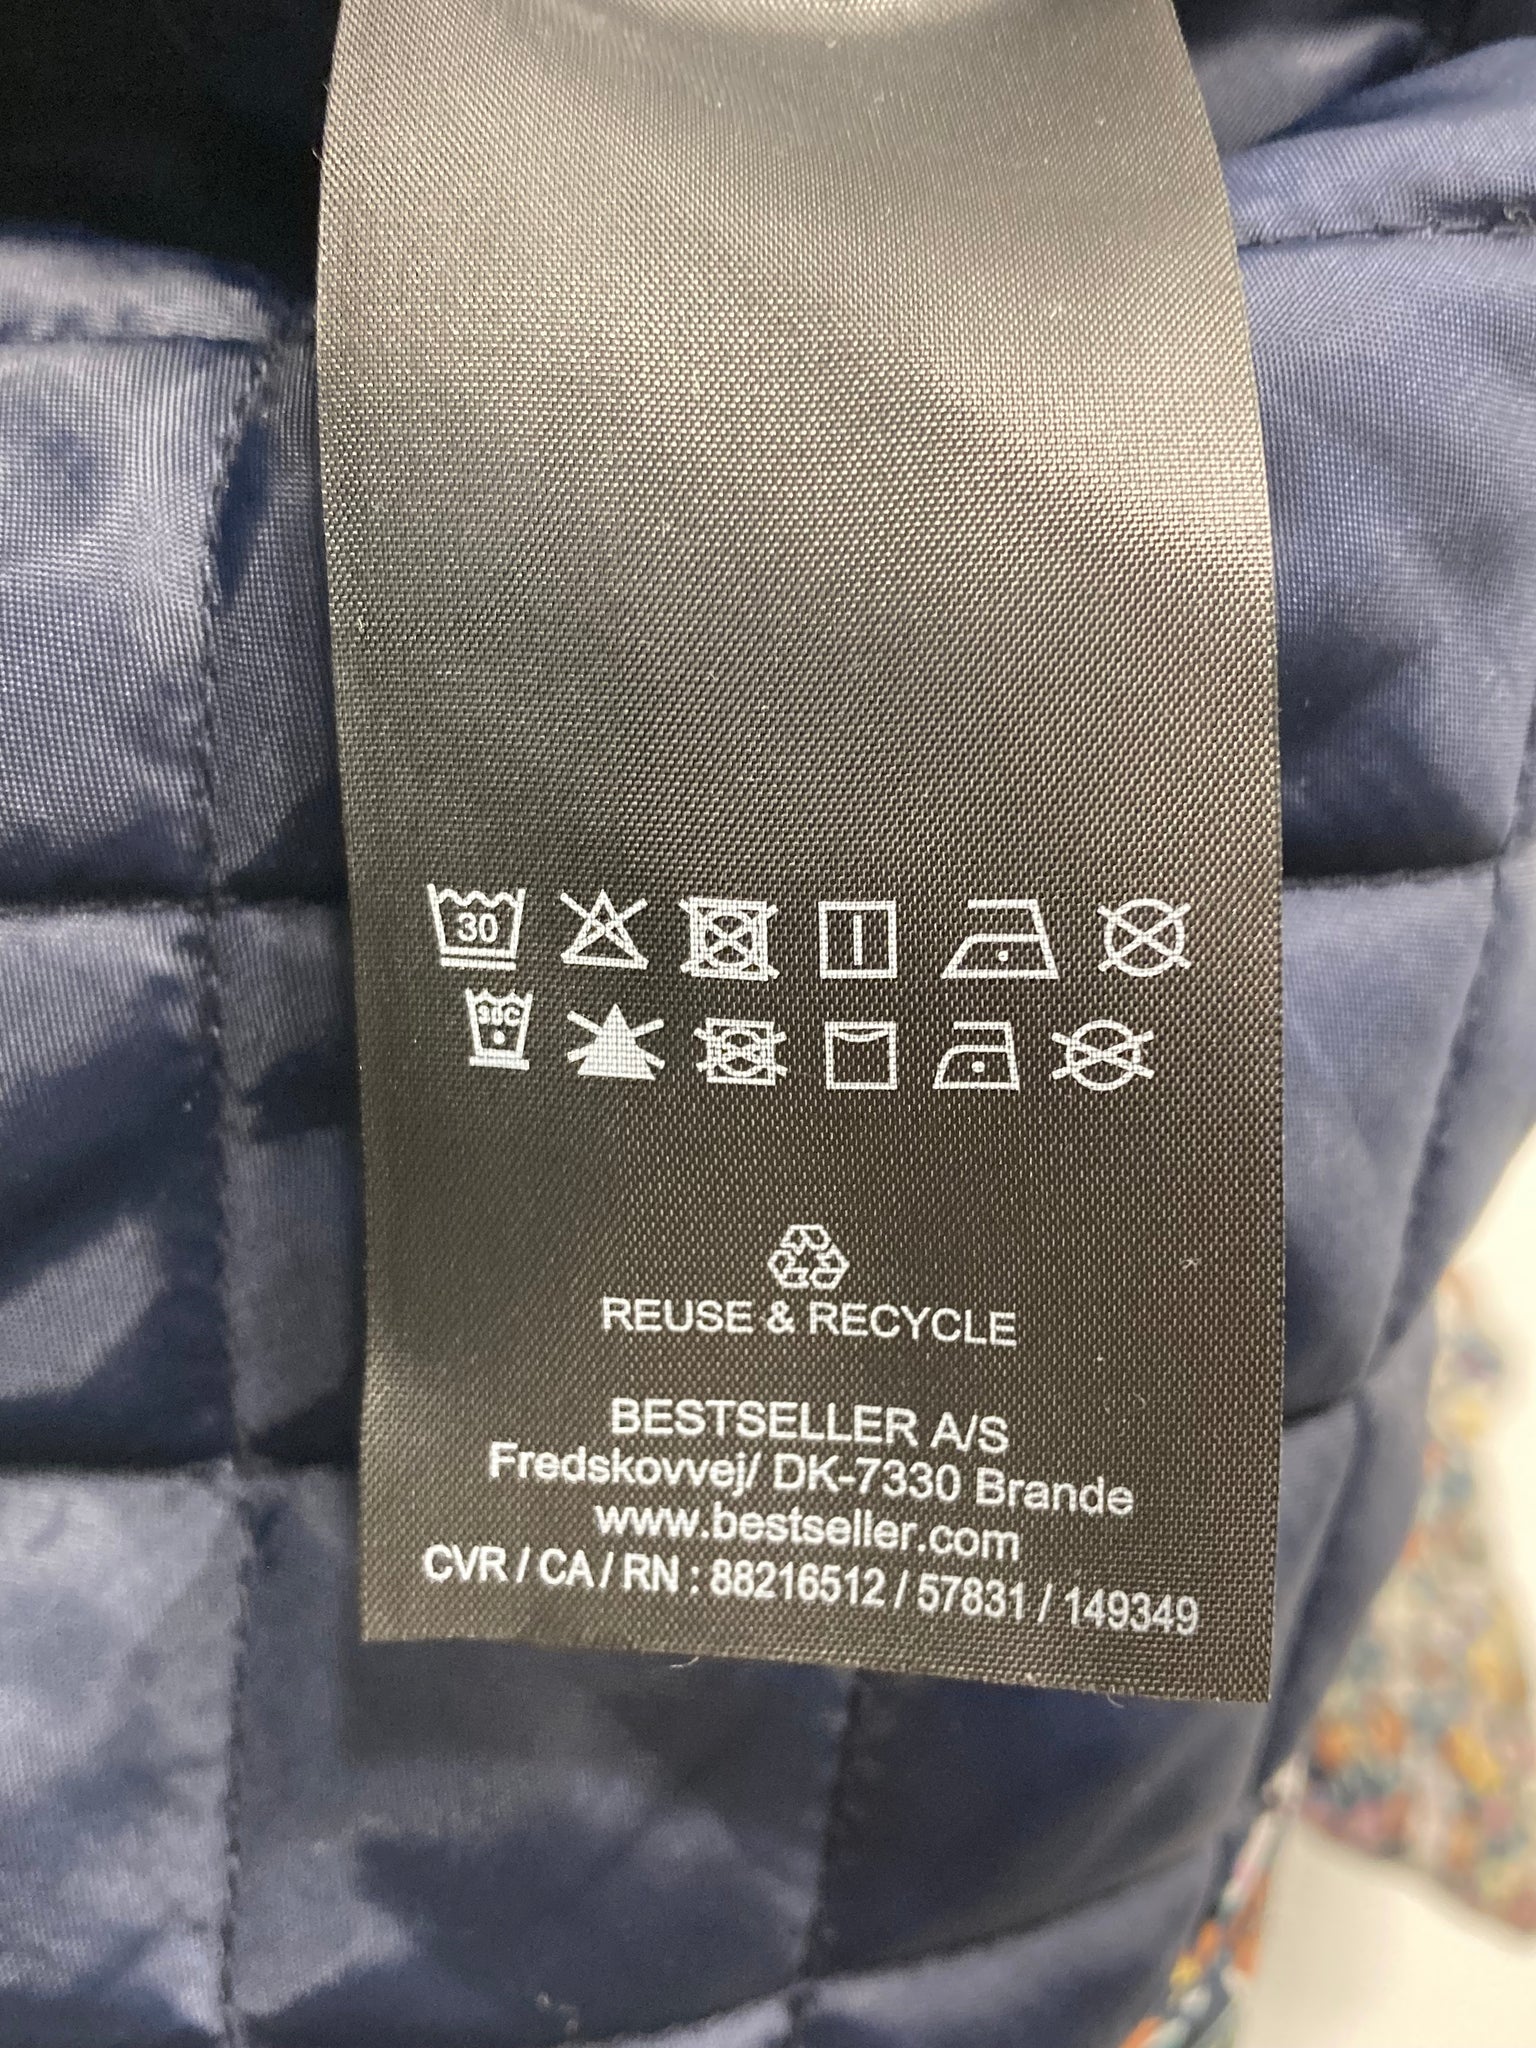 30
30C
REUSE & RECYCLE
BESTSELLER A/S
Fredskovvej/ DK-7330 Brande
www.bestseller.com
CVR / CA / RN : 88216512 / 57831 / 149349